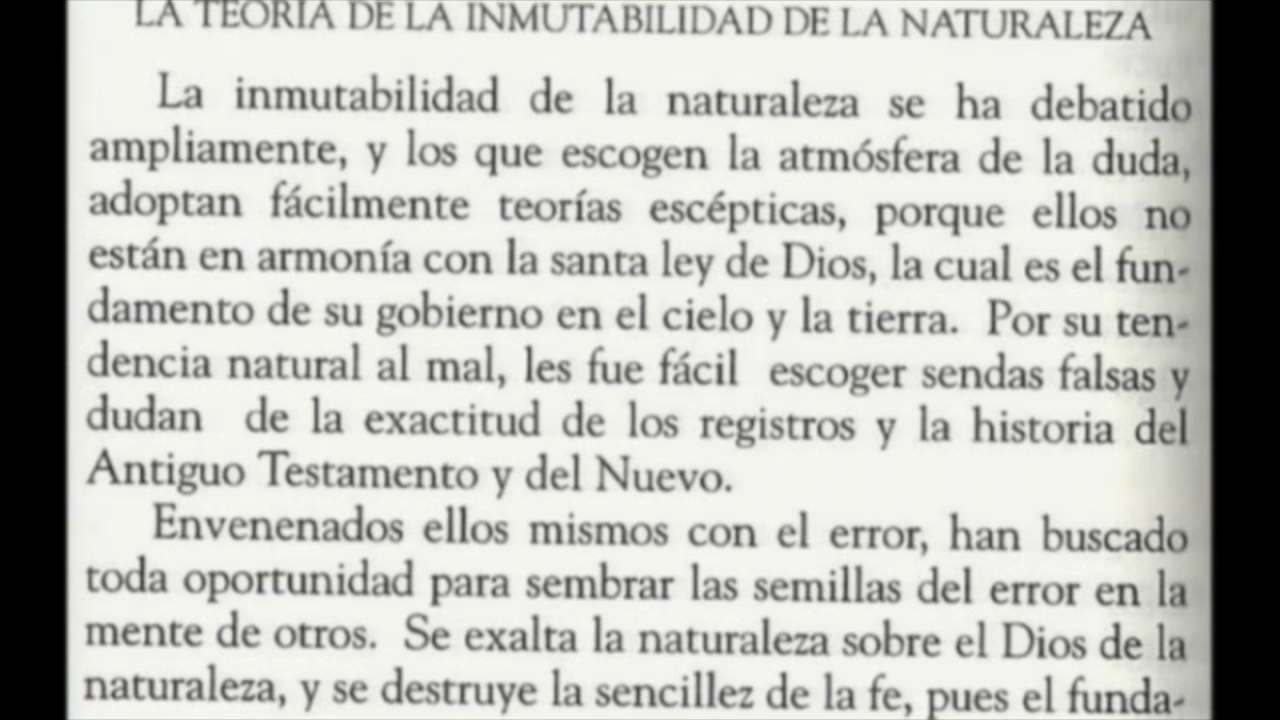 LA TEORIA DE LA INMUTABILIDAD DE LA NATURALEZA
La inmutabilidad de la naturaleza se ha debatido
ampliamente, y los que escogen la atmósfera de la duda,
adoptan fácilmente teorías escépticas, porque ellos no
están en armonía con la santa ley de Dios, la cual es el fun-
damento de su gobierno en el cielo y la tierra. Por su ten-
dencia natural al mal, les fue fácil escoger sendas falsas y
dudan de la exactitud de los registros y la historia del
Antiguo Testamento y del Nuevo.
Envenenados ellos mismos con el error, han buscado
toda oportunidad para sembrar las semillas del error en la
mente de otros. Se exalta la naturaleza sobre el Dios de la
naturaleza, y se destruye la sencillez de la fe, pues el funda-